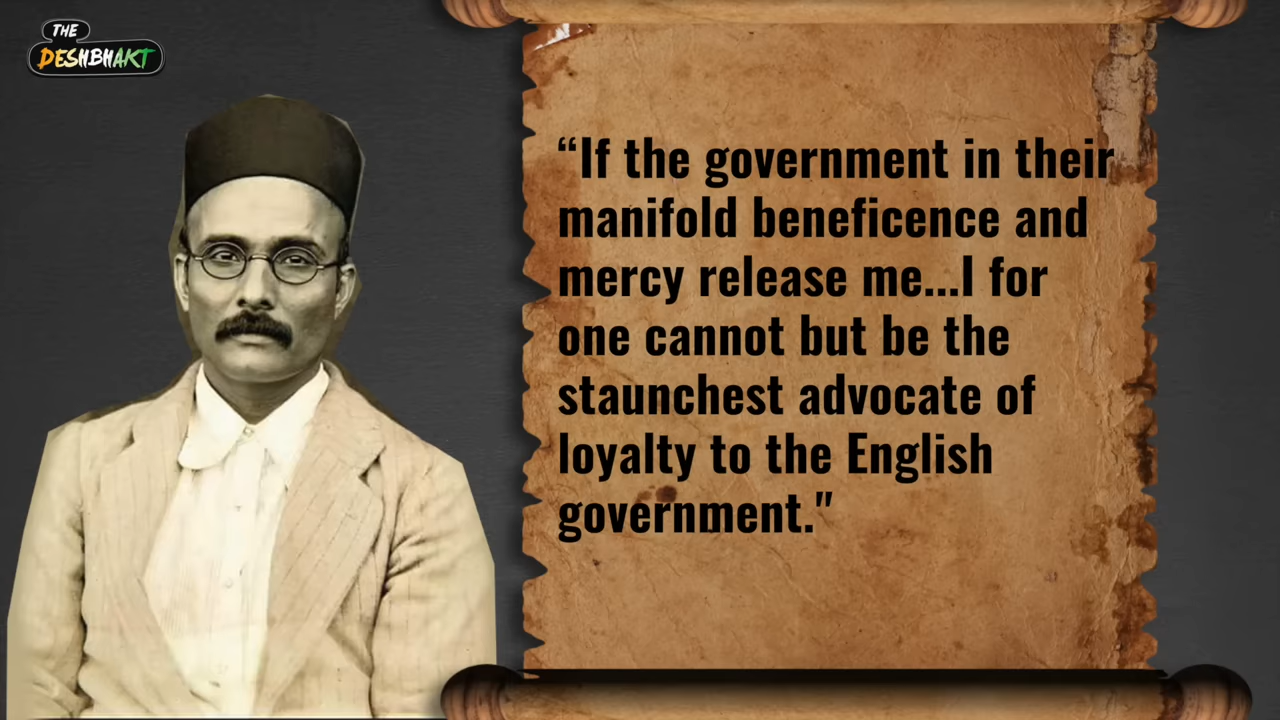 THE
DESHBHAKT
“If the government in their
manifold beneficence and
mercy release me...I for
one cannot but be the
staunchest advocate of
loyalty to the English
government."